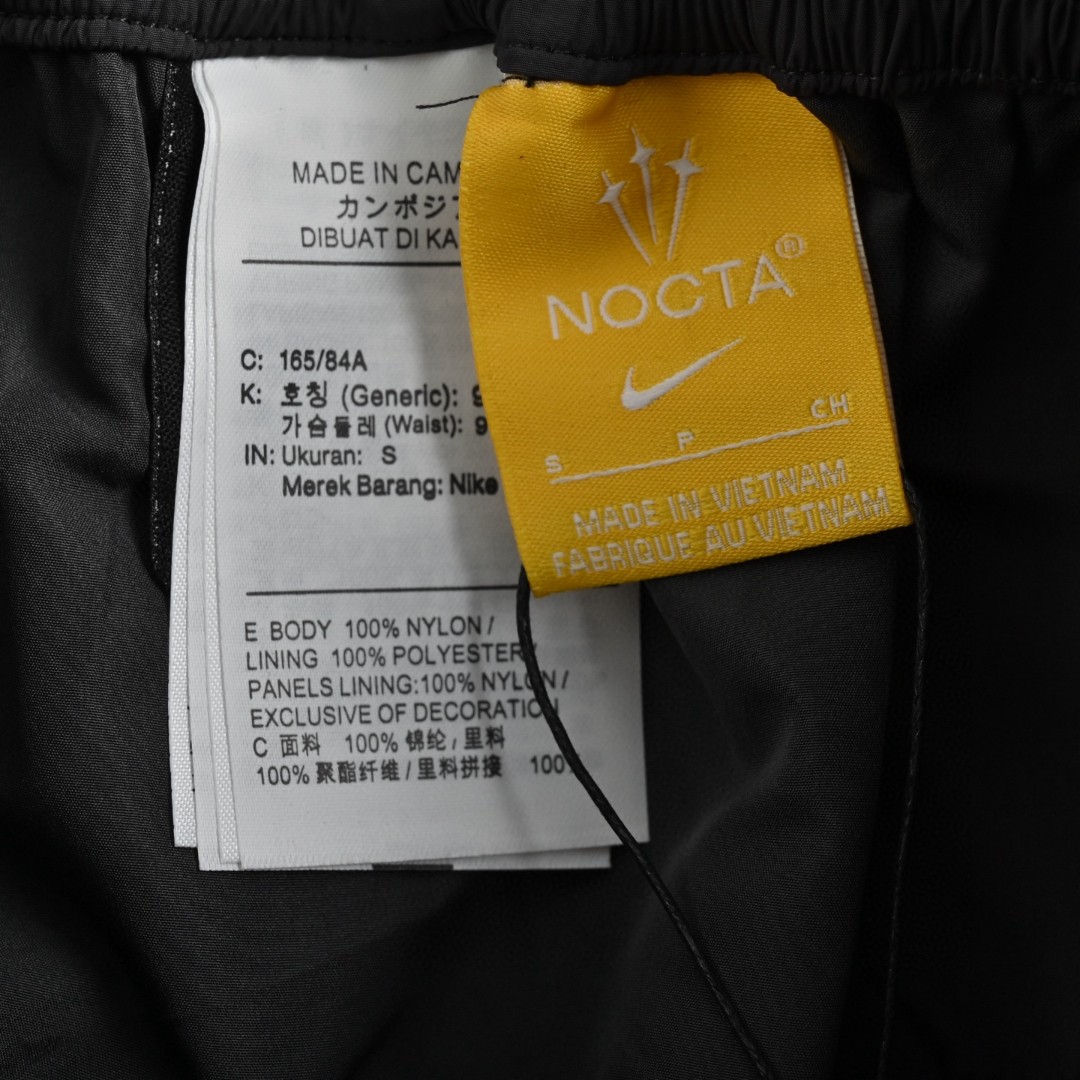 MADE IN CAM
カンボジア
DIBUAT DI KA
C: 165/84A
K: 호칭 (Generic): 9
가슴둘레 (Waist): 9
IN: Ukuran: S
Merek Barang: Nike
E BODY 100% NYLON /
LINING 100% POLYESTER /
PANELS LINING:100% NYLON /
EXCLUSIVE OF DECORATION
C 面料 100% 锦纶 / 里料
100% 聚酯纤维 / 里料拼接 100%
NOCTA®
S P CH
MADE IN VIETNAM
FABRIQUE AU VIETNAM